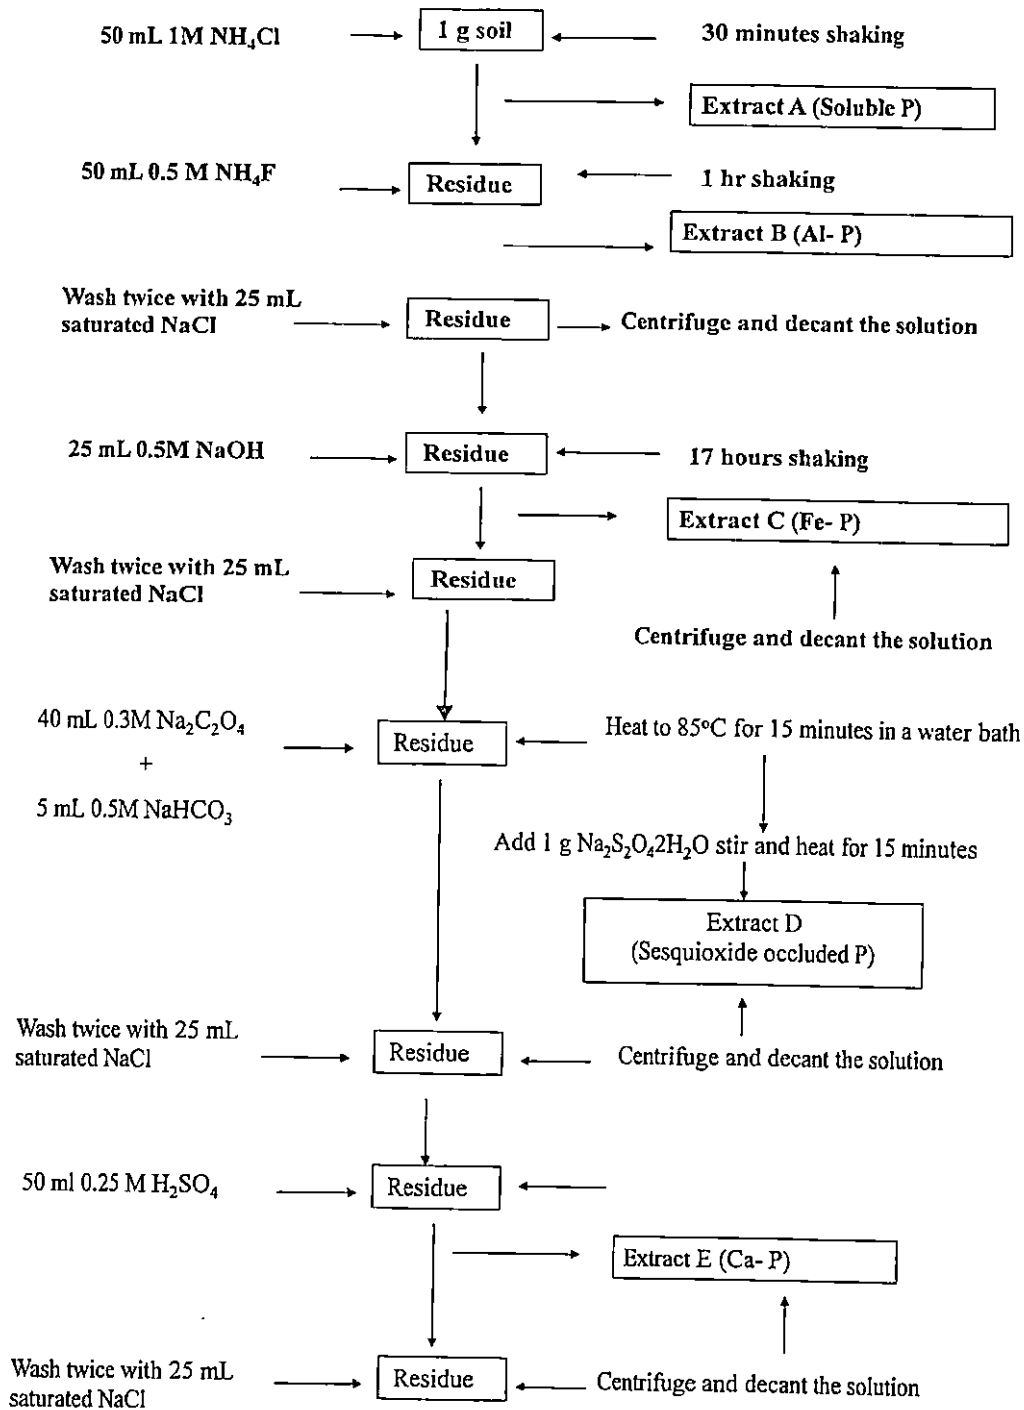 50 mL 1M NH₄Cl
1 g soil
30 minutes shaking
Extract A (Soluble P)
50 mL 0.5 M NH₄F
Residue
1 hr shaking
Extract B (Al- P)
Wash twice with 25 mL
saturated NaCl
Residue
Centrifuge and decant the solution
25 mL 0.5M NaOH
Residue
17 hours shaking
Extract C (Fe- P)
Wash twice with 25 mL
saturated NaCl
Residue
Centrifuge and decant the solution
40 mL 0.3M Na₂C₂O₄
+
5 mL 0.5M NaHCO₃
Residue
Heat to 85°C for 15 minutes in a water bath
Add 1 g Na₂S₂O₄2H₂O stir and heat for 15 minutes
Extract D
(Sesquioxide occluded P)
Wash twice with 25 mL
saturated NaCl
Residue
Centrifuge and decant the solution
50 ml 0.25 M H₂SO₄
Residue
Extract E (Ca- P)
Wash twice with 25 mL
saturated NaCl
Residue
Centrifuge and decant the solution